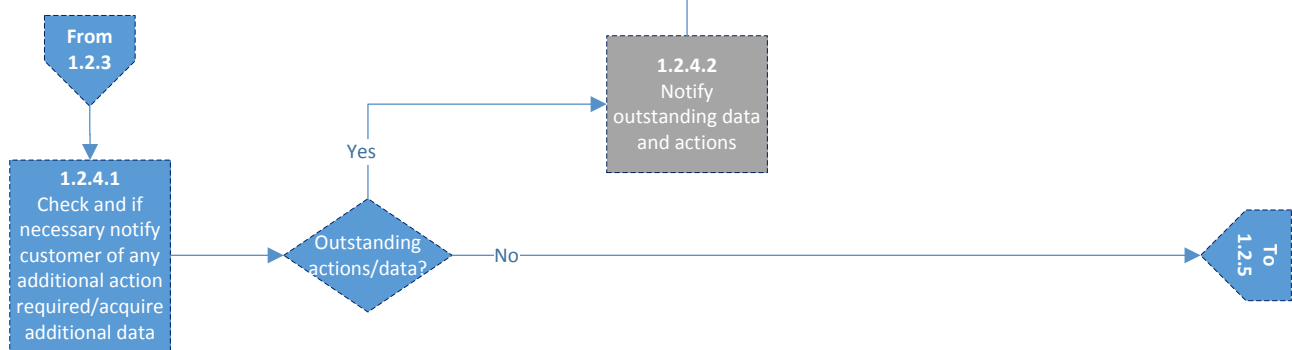 From
1.2.3
1.2.4.2
Notify
outstanding data
and actions
Yes
1.2.4.1
Check and if
necessary notify
customer of any
additional action
required/acquire
additional data
Outstanding
actions/data?
No
To
1.2.5